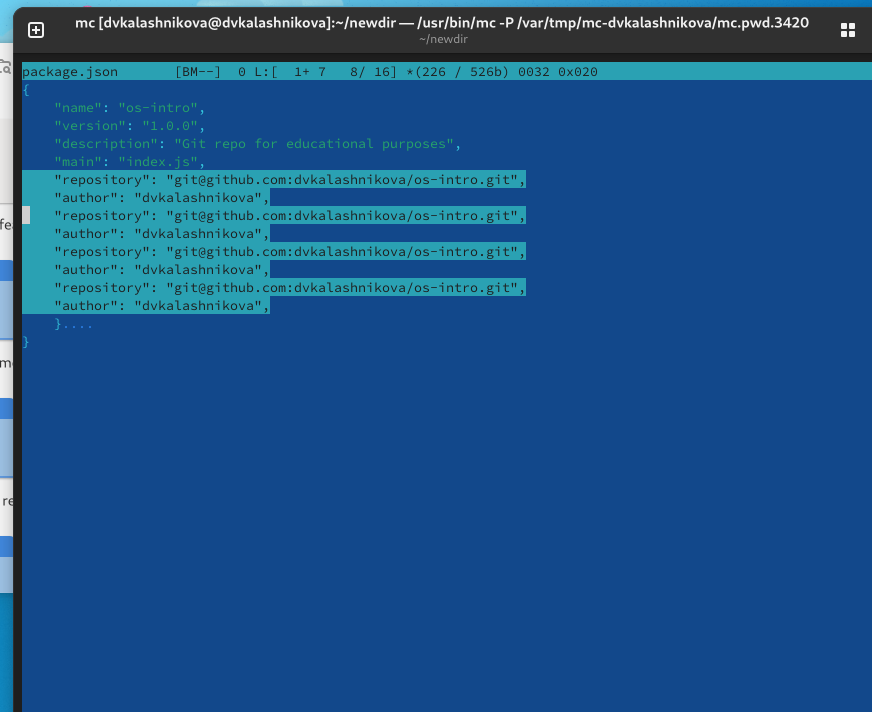 mc [dvkalashnikova@dvkalashnikova]:~/newdir — /usr/bin/mc -P /var/tmp/mc-dvkalashnikova/mc.pwd.3420
~/newdir
package.json       [BM--]  0 L:[  1+ 7   8/ 16] *(226 / 526b) 0032 0x020
{
    "name": "os-intro",
    "version": "1.0.0",
    "description": "Git repo for educational purposes",
    "main": "index.js",
    "repository": "git@github.com:dvkalashnikova/os-intro.git",
    "author": "dvkalashnikova",
    "repository": "git@github.com:dvkalashnikova/os-intro.git",
    "author": "dvkalashnikova",
    "repository": "git@github.com:dvkalashnikova/os-intro.git",
    "author": "dvkalashnikova",
    "repository": "git@github.com:dvkalashnikova/os-intro.git",
    "author": "dvkalashnikova",
    }....
}